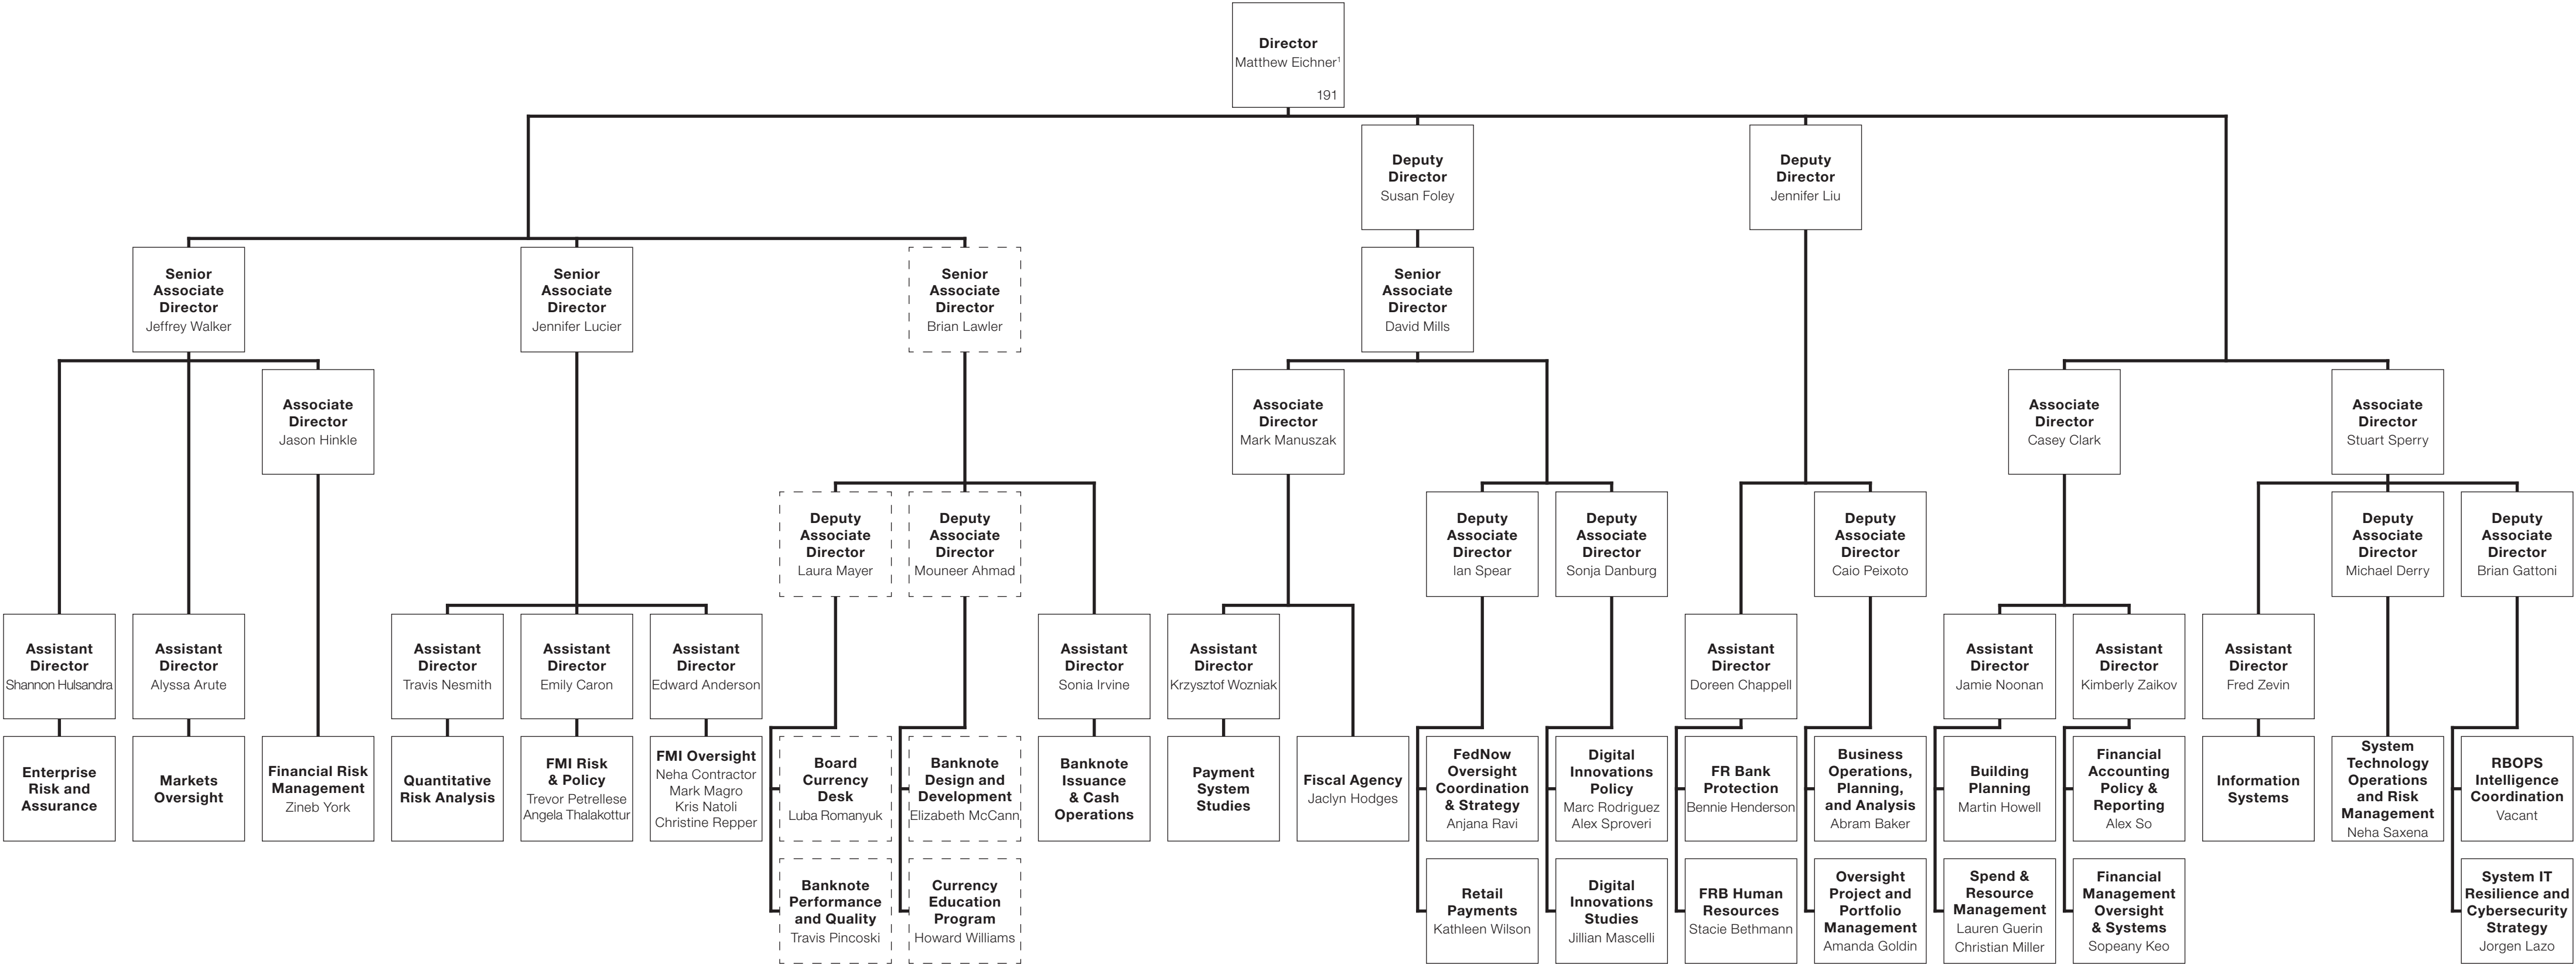 Director
Matthew Eichner¹
191
Deputy
Director
Susan Foley
Deputy
Director
Jennifer Liu
Senior
Associate
Director
Jeffrey Walker
Senior
Associate
Director
Jennifer Lucier
Senior
Associate
Director
Brian Lawler
Senior
Associate
Director
David Mills
Associate
Director
Jason Hinkle
Associate
Director
Mark Manuszak
Associate
Director
Casey Clark
Associate
Director
Stuart Sperry
Deputy
Associate
Director
Laura Mayer
Deputy
Associate
Director
Mouneer Ahmad
Deputy
Associate
Director
Ian Spear
Deputy
Associate
Director
Sonja Danburg
Deputy
Associate
Director
Caio Peixoto
Deputy
Associate
Director
Michael Derry
Deputy
Associate
Director
Brian Gattoni
Assistant
Director
Shannon Hulsandra
Assistant
Director
Alyssa Arute
Assistant
Director
Travis Nesmith
Assistant
Director
Emily Caron
Assistant
Director
Edward Anderson
Assistant
Director
Sonia Irvine
Assistant
Director
Krzysztof Wozniak
Assistant
Director
Doreen Chappell
Assistant
Director
Jamie Noonan
Assistant
Director
Kimberly Zaikov
Assistant
Director
Fred Zevin
Enterprise
Risk and
Assurance
Markets
Oversight
Financial Risk
Management
Zineb York
Quantitative
Risk Analysis
FMI Risk
& Policy
Trevor Petrellese
Angela Thalakottur
FMI Oversight
Neha Contractor
Mark Magro
Kris Natoli
Christine Repper
Board
Currency
Desk
Luba Romanyuk
Banknote
Design and
Development
Elizabeth McCann
Banknote
Issuance
& Cash
Operations
Payment
System
Studies
Fiscal Agency
Jaclyn Hodges
FedNow
Oversight
Coordination
& Strategy
Anjana Ravi
Digital
Innovations
Policy
Marc Rodriguez
Alex Sproveri
FR Bank
Protection
Bennie Henderson
Business
Operations,
Planning,
and Analysis
Abram Baker
Building
Planning
Martin Howell
Financial
Accounting
Policy &
Reporting
Alex So
Information
Systems
System
Technology
Operations
and Risk
Management
Neha Saxena
RBOPS
Intelligence
Coordination
Vacant
Banknote
Performance
and Quality
Travis Pincoski
Currency
Education
Program
Howard Williams
Retail
Payments
Kathleen Wilson
Digital
Innovations
Studies
Jillian Mascelli
FRB Human
Resources
Stacie Bethmann
Oversight
Project and
Portfolio
Management
Amanda Goldin
Spend &
Resource
Management
Lauren Guerin
Christian Miller
Financial
Management
Oversight
& Systems
Sopeany Keo
System IT
Resilience and
Cybersecurity
Strategy
Jorgen Lazo